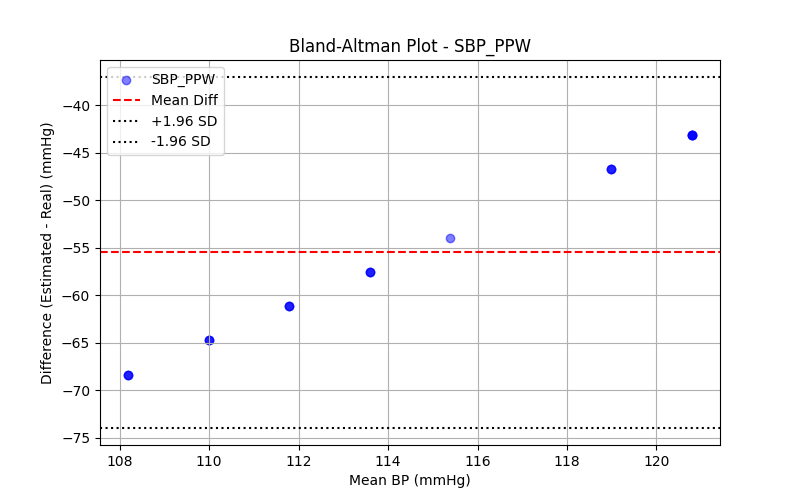 Bland-Altman Plot - SBP_PPW
SBP_PPW
Mean Diff
+1.96 SD
-1.96 SD
Difference (Estimated - Real) (mmHg)
−40
−45
−50
−55
−60
−65
−70
−75
108 110 112 114 116 118 120
Mean BP (mmHg)